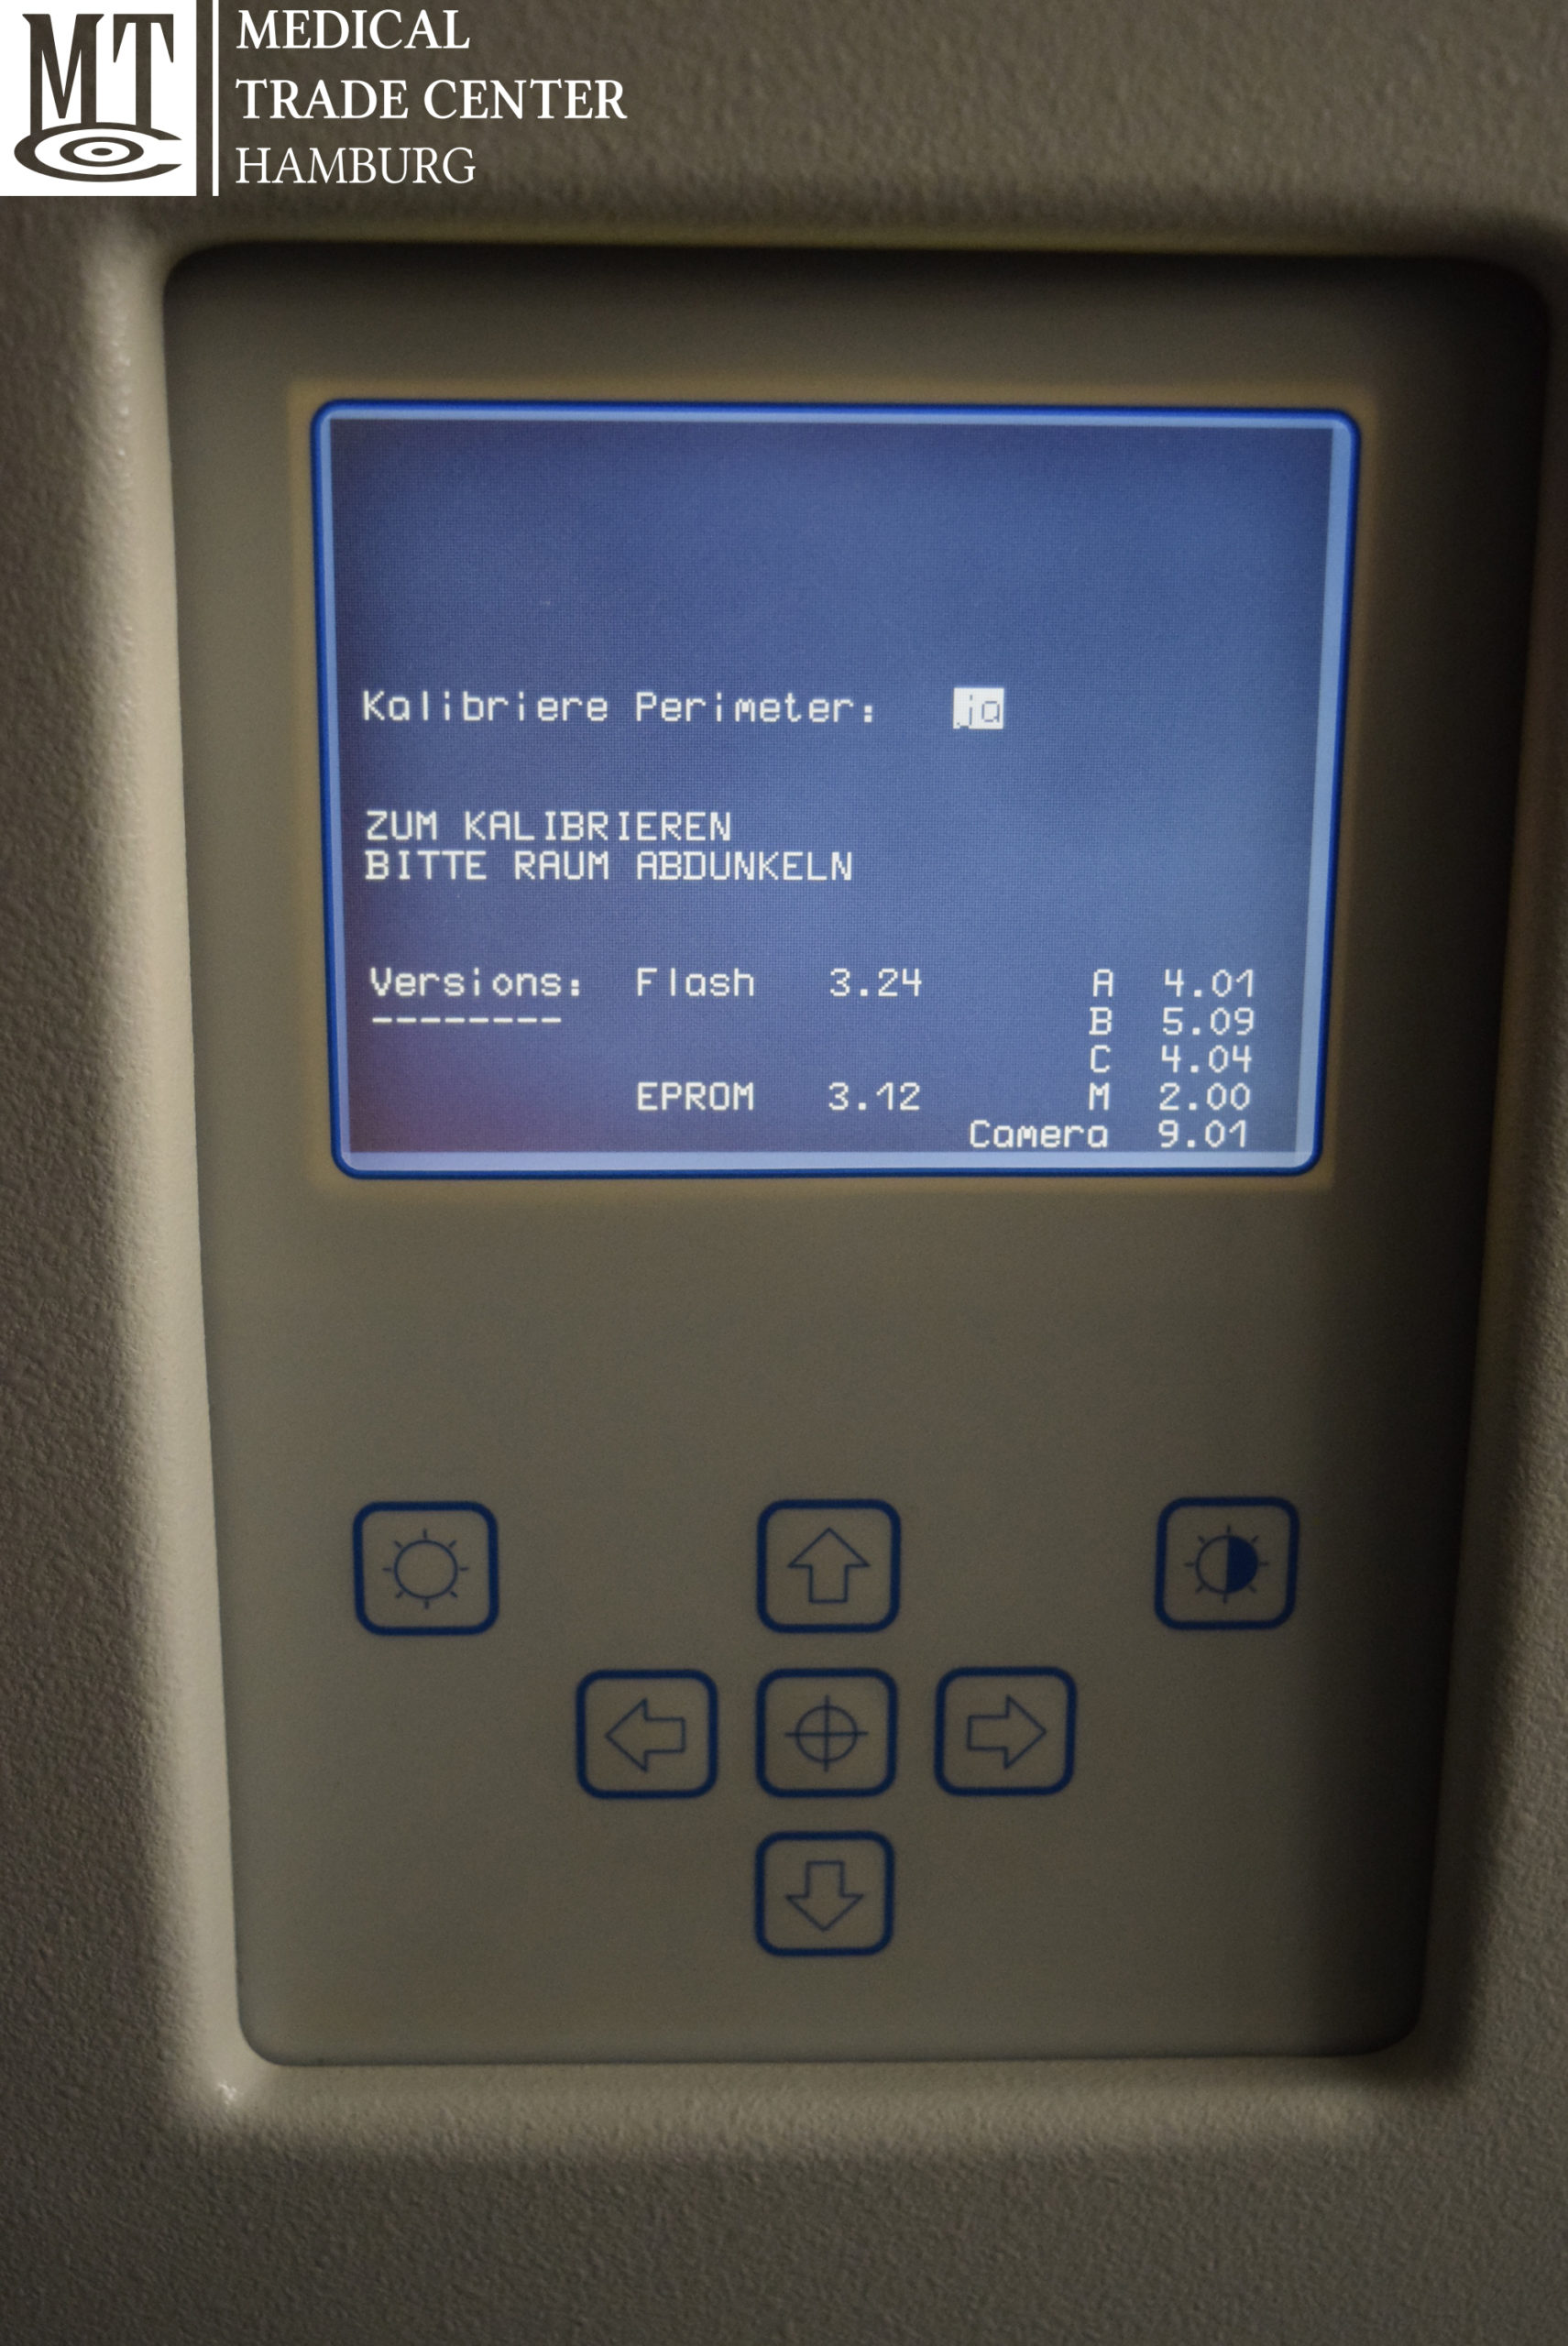 MTC
MEDICAL
TRADE CENTER
HAMBURG
Kalibriere Perimeter: ja
ZUM KALIBRIEREN
BITTE RAUM ABDUNKELN
Versions: Flash 3.24 A 4.01
-------- B 5.09
C 4.04
EPROM 3.12 M 2.00
Camera 9.01